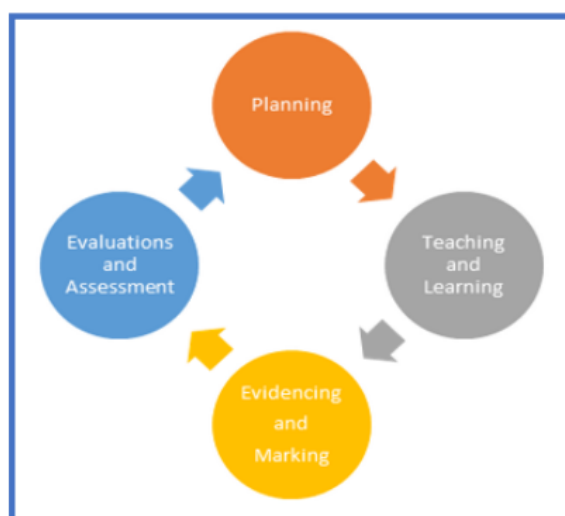 Planning
Teaching
and
Learning
Evidencing
and
Marking
Evaluations
and
Assessment